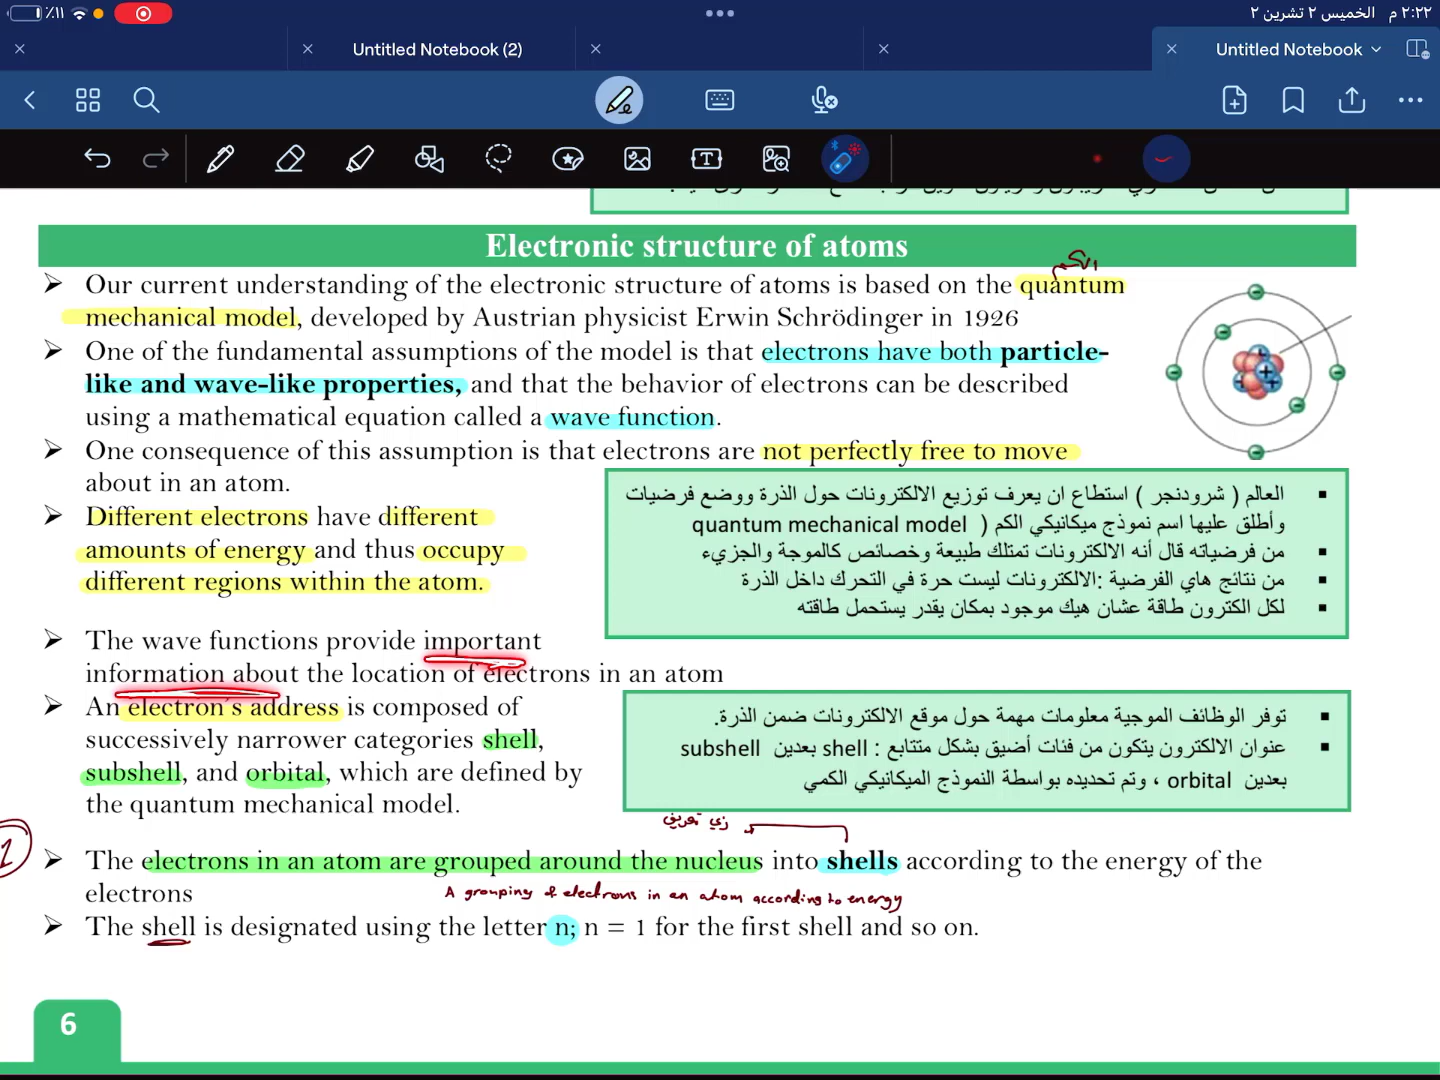 ٪١١
٢:٢٢ م الخميس ٢ تشرين ٢
Untitled Notebook (2)
Untitled Notebook
Electronic structure of atoms
الكم
➢ Our current understanding of the electronic structure of atoms is based on the quantum
mechanical model, developed by Austrian physicist Erwin Schrödinger in 1926
➢ One of the fundamental assumptions of the model is that electrons have both particle-
like and wave-like properties, and that the behavior of electrons can be described
using a mathematical equation called a wave function.
➢ One consequence of this assumption is that electrons are not perfectly free to move
about in an atom.
➢ Different electrons have different
amounts of energy and thus occupy
different regions within the atom.
▪ العالم ( شرودنجر ) استطاع ان يعرف توزيع الالكترونات حول الذرة ووضع فرضيات
وأطلق عليها اسم نموذج ميكانيكي الكم ( quantum mechanical model
▪ من فرضياته قال أنه الالكترونات تمتلك طبيعة وخصائص كالموجة والجزيء
▪ من نتائج هاي الفرضية :الالكترونات ليست حرة في التحرك داخل الذرة
▪ لكل الكترون طاقة عشان هيك موجود بمكان يقدر يستحمل طاقته
➢ The wave functions provide important
information about the location of electrons in an atom
➢ An electron's address is composed of
successively narrower categories shell,
subshell, and orbital, which are defined by
the quantum mechanical model.
▪ توفر الوظائف الموجية معلومات مهمة حول موقع الالكترونات ضمن الذرة.
▪ عنوان الالكترون يتكون من فئات أضيق بشكل متتابع : shell بعدين subshell
بعدين orbital ، وتم تحديده بواسطة النموذج الميكانيكي الكمي
زي تعريف
1
➢ The electrons in an atom are grouped around the nucleus into shells according to the energy of the
electrons
A grouping of electrons in an atom according to energy
➢ The shell is designated using the letter n; n = 1 for the first shell and so on.
6